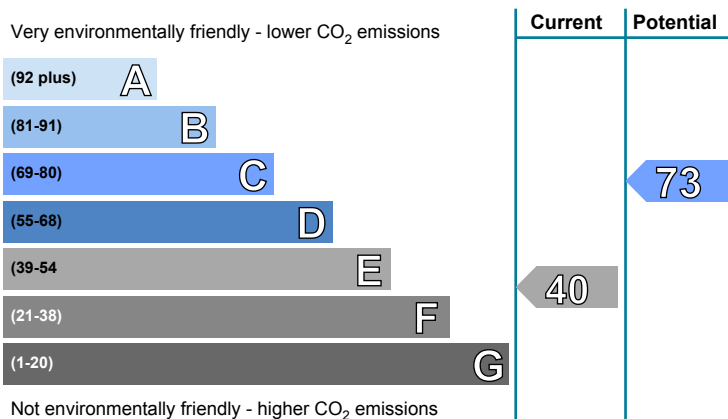 Current Potential
Very environmentally friendly - lower CO2 emissions
(92 plus) A
(81-91) B
(69-80) C
73
(55-68) D
(39-54 E
40
(21-38) F
(1-20) G
Not environmentally friendly - higher CO2 emissions